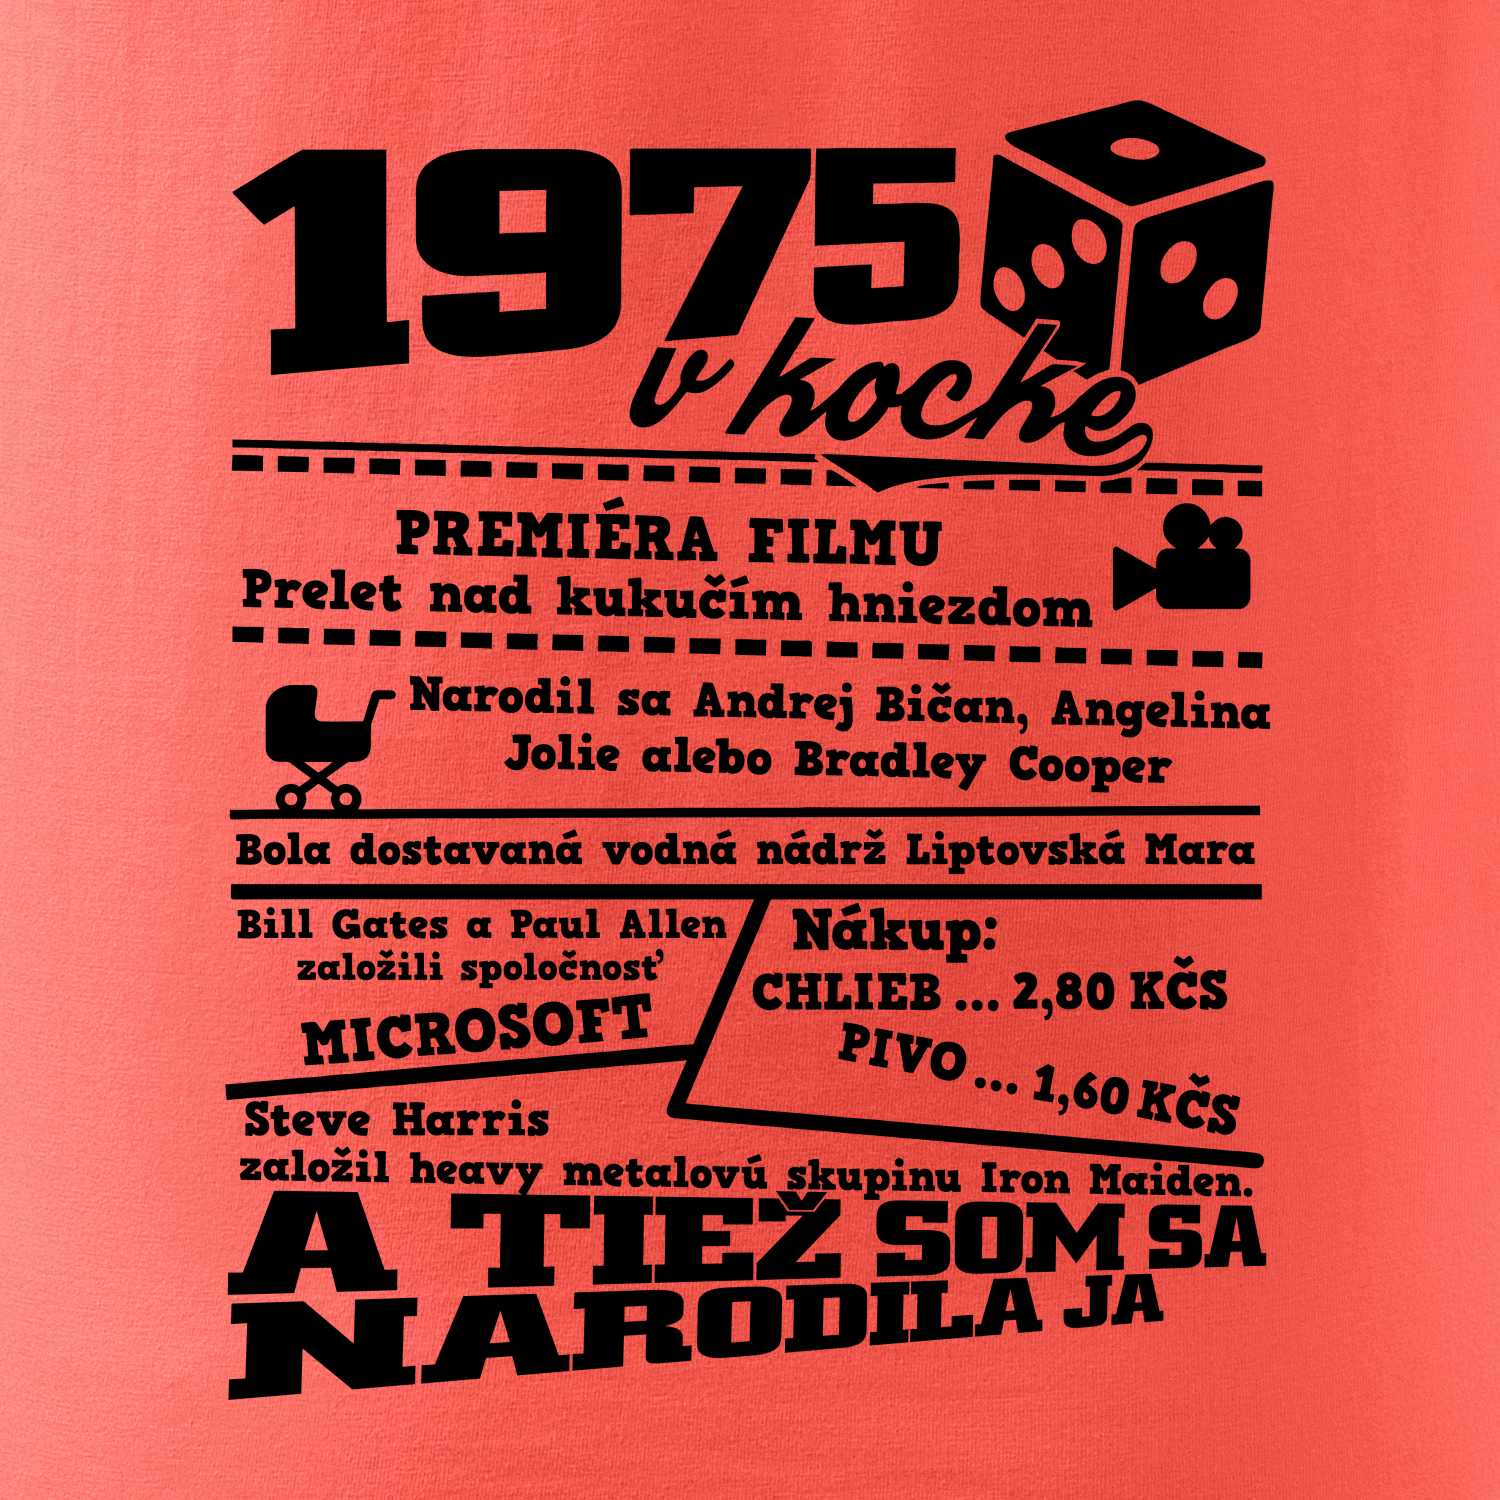 1975
v kocke
PREMIÉRA FILMU
Prelet nad kukučím hniezdom
Narodil sa Andrej Bičan, Angelina
Jolie alebo Bradley Cooper
Bola dostavaná vodná nádrž Liptovská Mara
Bill Gates a Paul Allen
založili spoločnosť
MICROSOFT
Nákup:
CHLIEB ... 2,80 KČS
PIVO ... 1,60 KČS
Steve Harris
založil heavy metalovú skupinu Iron Maiden.
A TIEŽ SOM SA
NARODILA JA